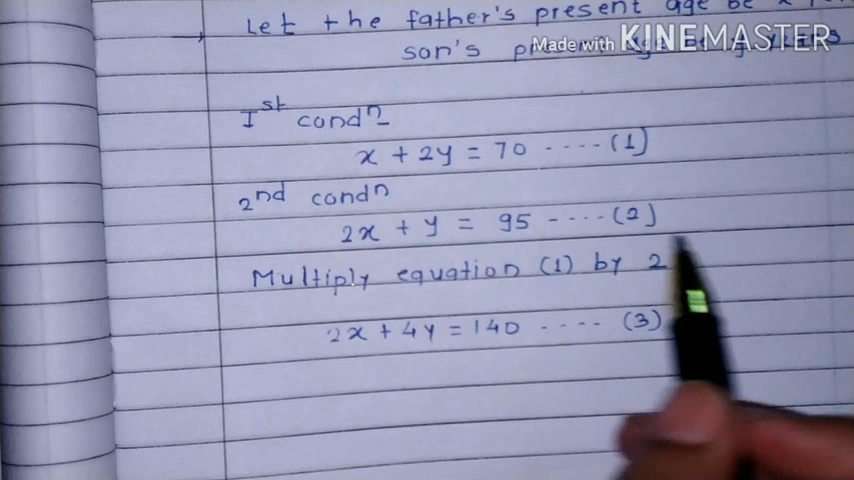 Let the father's present age be x
son's
Made with KINEMASTER
Ist condn
x + 2y = 70 ---- (1)
2nd condn
2x + y = 95 ---- (2)
Multiply equation (1) by 2
2x + 4y = 140 ---- (3)